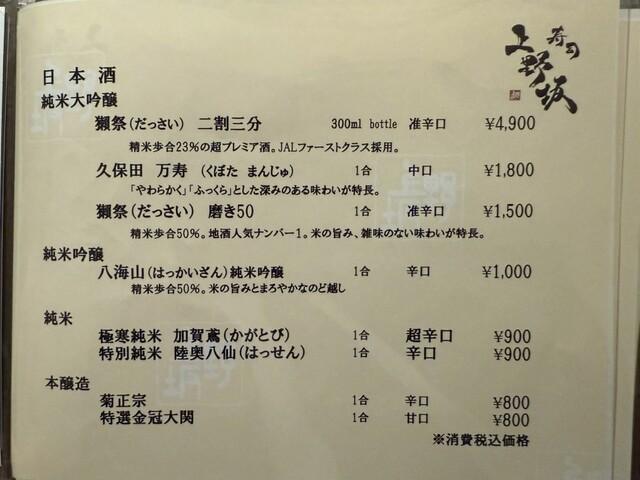 寿司
上野坂
日本酒
純米大吟醸
獺祭(だっさい) 二割三分 300ml bottle 准辛口 ¥4,900
精米歩合23%の超プレミア酒。JALファーストクラス採用。
久保田 万寿 (くぼた まんじゅ) 1合 中口 ¥1,800
「やわらかく」「ふっくら」とした深みのある味わいが特長。
獺祭(だっさい) 磨き50 1合 准辛口 ¥1,500
精米歩合50%。地酒人気ナンバー1。米の旨み、雑味のない味わいが特長。
純米吟醸
八海山(はっかいざん)純米吟醸 1合 辛口 ¥1,000
精米歩合50%。米の旨みとまろやかなのど越し
純米
極寒純米 加賀鳶(かがとび) 1合 超辛口 ¥900
特別純米 陸奥八仙(はっせん) 1合 辛口 ¥900
本醸造
菊正宗 1合 辛口 ¥800
特選金冠大関 1合 甘口 ¥800
※消費税込価格